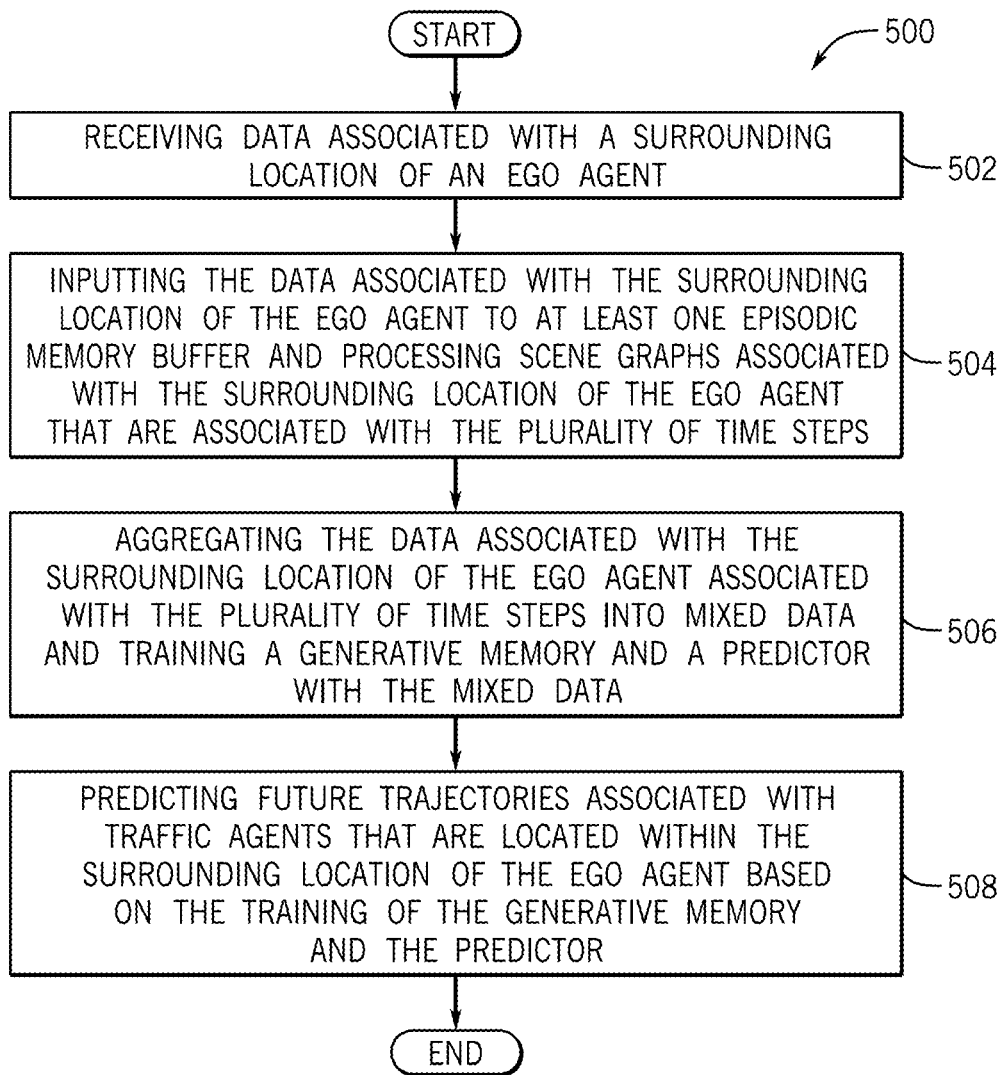 START
500
RECEIVING DATA ASSOCIATED WITH A SURROUNDING
LOCATION OF AN EGO AGENT
502
INPUTTING THE DATA ASSOCIATED WITH THE SURROUNDING
LOCATION OF THE EGO AGENT TO AT LEAST ONE EPISODIC
MEMORY BUFFER AND PROCESSING SCENE GRAPHS ASSOCIATED
WITH THE SURROUNDING LOCATION OF THE EGO AGENT
THAT ARE ASSOCIATED WITH THE PLURALITY OF TIME STEPS
504
AGGREGATING THE DATA ASSOCIATED WITH THE
SURROUNDING LOCATION OF THE EGO AGENT ASSOCIATED
WITH THE PLURALITY OF TIME STEPS INTO MIXED DATA
AND TRAINING A GENERATIVE MEMORY AND A PREDICTOR
WITH THE MIXED DATA.
506
PREDICTING FUTURE TRAJECTORIES ASSOCIATED WITH
TRAFFIC AGENTS THAT ARE LOCATED WITHIN THE
SURROUNDING LOCATION OF THE EGO AGENT BASED
ON THE TRAINING OF THE GENERATIVE MEMORY
AND THE PREDICTOR
508
END